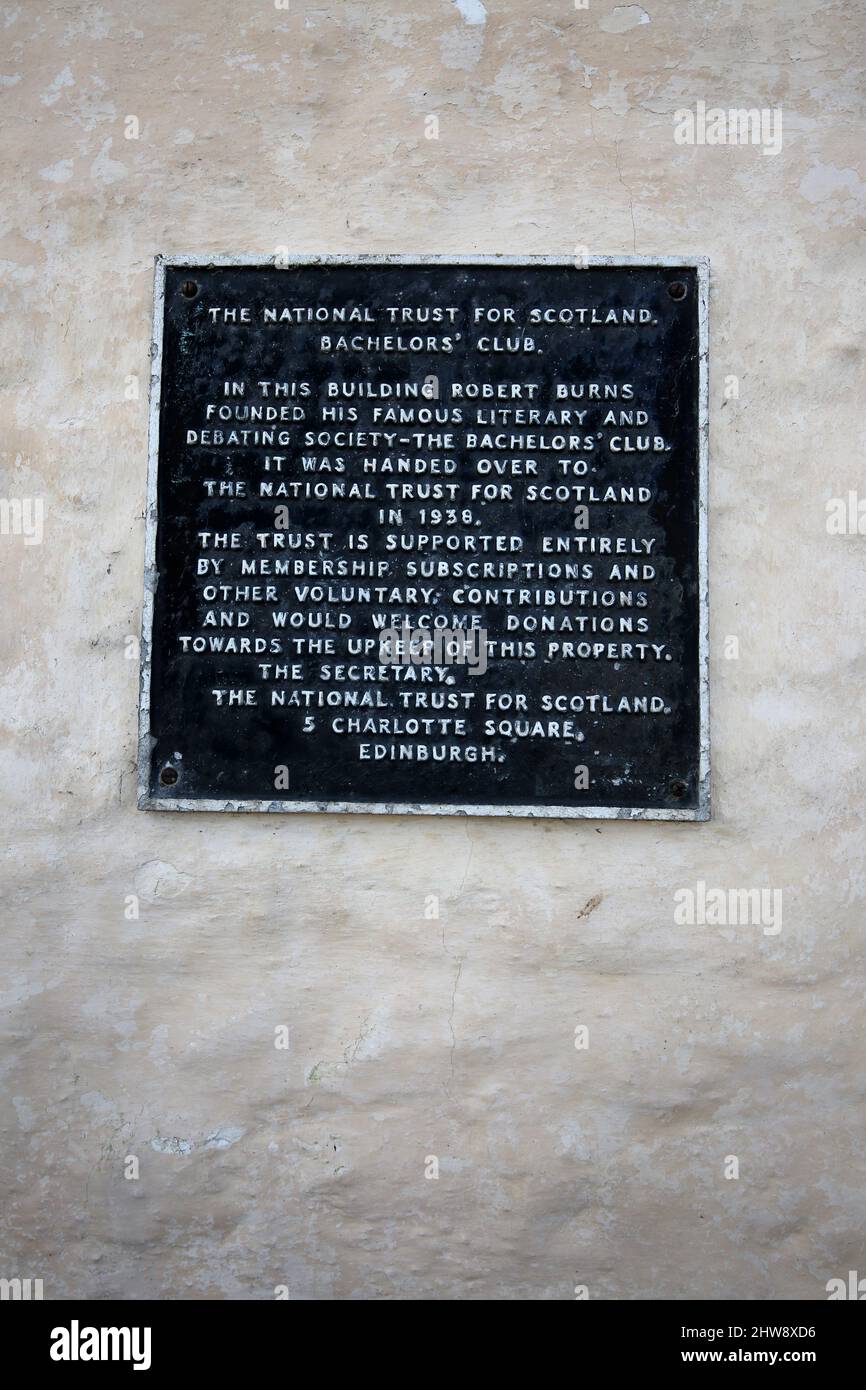 THE NATIONAL TRUST FOR SCOTLAND.
BACHELORS' CLUB.
IN THIS BUILDING ROBERT BURNS
FOUNDED HIS FAMOUS LITERARY AND
DEBATING SOCIETY-THE BACHELORS' CLUB.
IT WAS HANDED OVER TO
THE NATIONAL TRUST FOR SCOTLAND
IN 1938.
THE TRUST IS SUPPORTED ENTIRELY
BY MEMBERSHIP, SUBSCRIPTIONS AND
OTHER VOLUNTARY, CONTRIBUTIONS
AND WOULD WELCOME DONATIONS
TOWARDS THE UPKEEP OF THIS PROPERTY.
THE SECRETARY,
THE NATIONAL TRUST FOR SCOTLAND,
5 CHARLOTTE SQUARE,
EDINBURGH.
alamy
alamy
a alamy
Image ID: 2HW8XD6
www.alamy.com